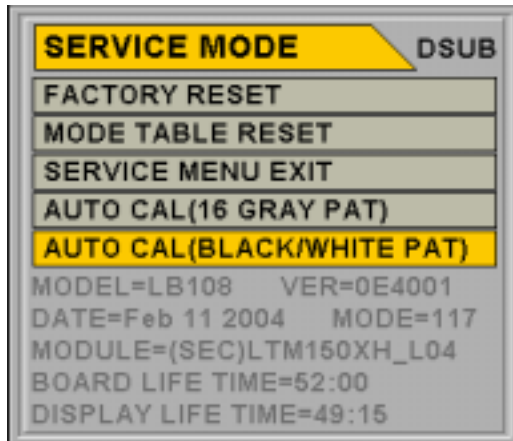 SERVICE MODE DSUB
FACTORY RESET
MODE TABLE RESET
SERVICE MENU EXIT
AUTO CAL(16 GRAY PAT)
AUTO CAL(BLACK/WHITE PAT)
MODEL=LB108 VER=0E4001
DATE=Feb 11 2004 MODE=117
MODULE=(SEC)LTM150XH_L04
BOARD LIFE TIME=52:00
DISPLAY LIFE TIME=49:15